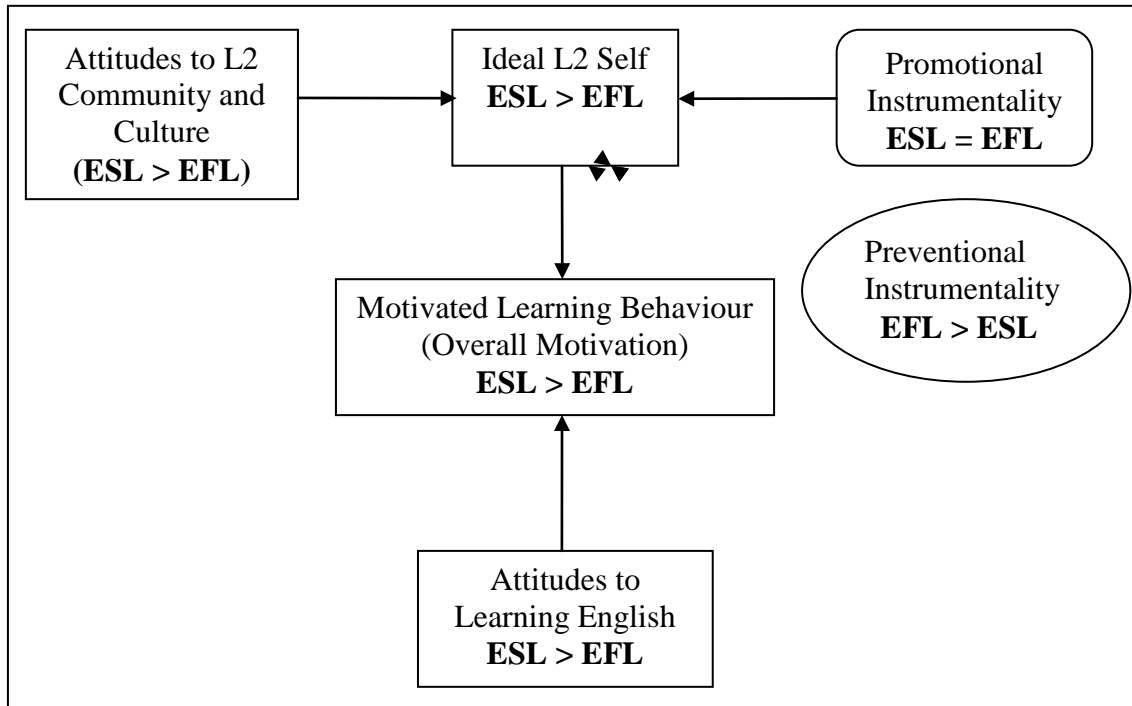 Attitudes to L2
Community and
Culture
(ESL > EFL)
Ideal L2 Self
ESL > EFL
Promotional
Instrumentality
ESL = EFL
Preventional
Instrumentality
EFL > ESL
Motivated Learning Behaviour
(Overall Motivation)
ESL > EFL
Attitudes to
Learning English
ESL > EFL